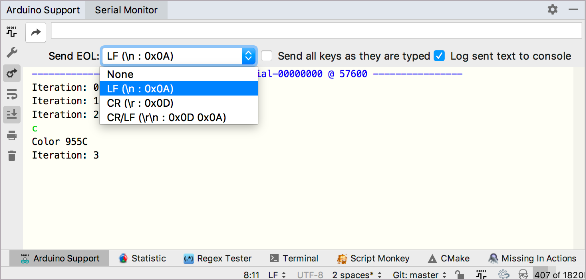 Arduino Support Serial Monitor
Send EOL: LF (\n : 0x0A) Send all keys as they are typed Log sent text to console
None
LF (\n : 0x0A)
CR (\r : 0x0D)
CR/LF (\r\n : 0x0D 0x0A)
ial-00000000 @ 57600
Iteration: 0
Iteration: 1
Iteration: 2
c
Color 955C
Iteration: 3
Arduino Support Statistic Regex Tester Terminal Script Monkey CMake Missing In Actions
8:11 LF UTF-8 2 spaces* Git: master 407 of 1820